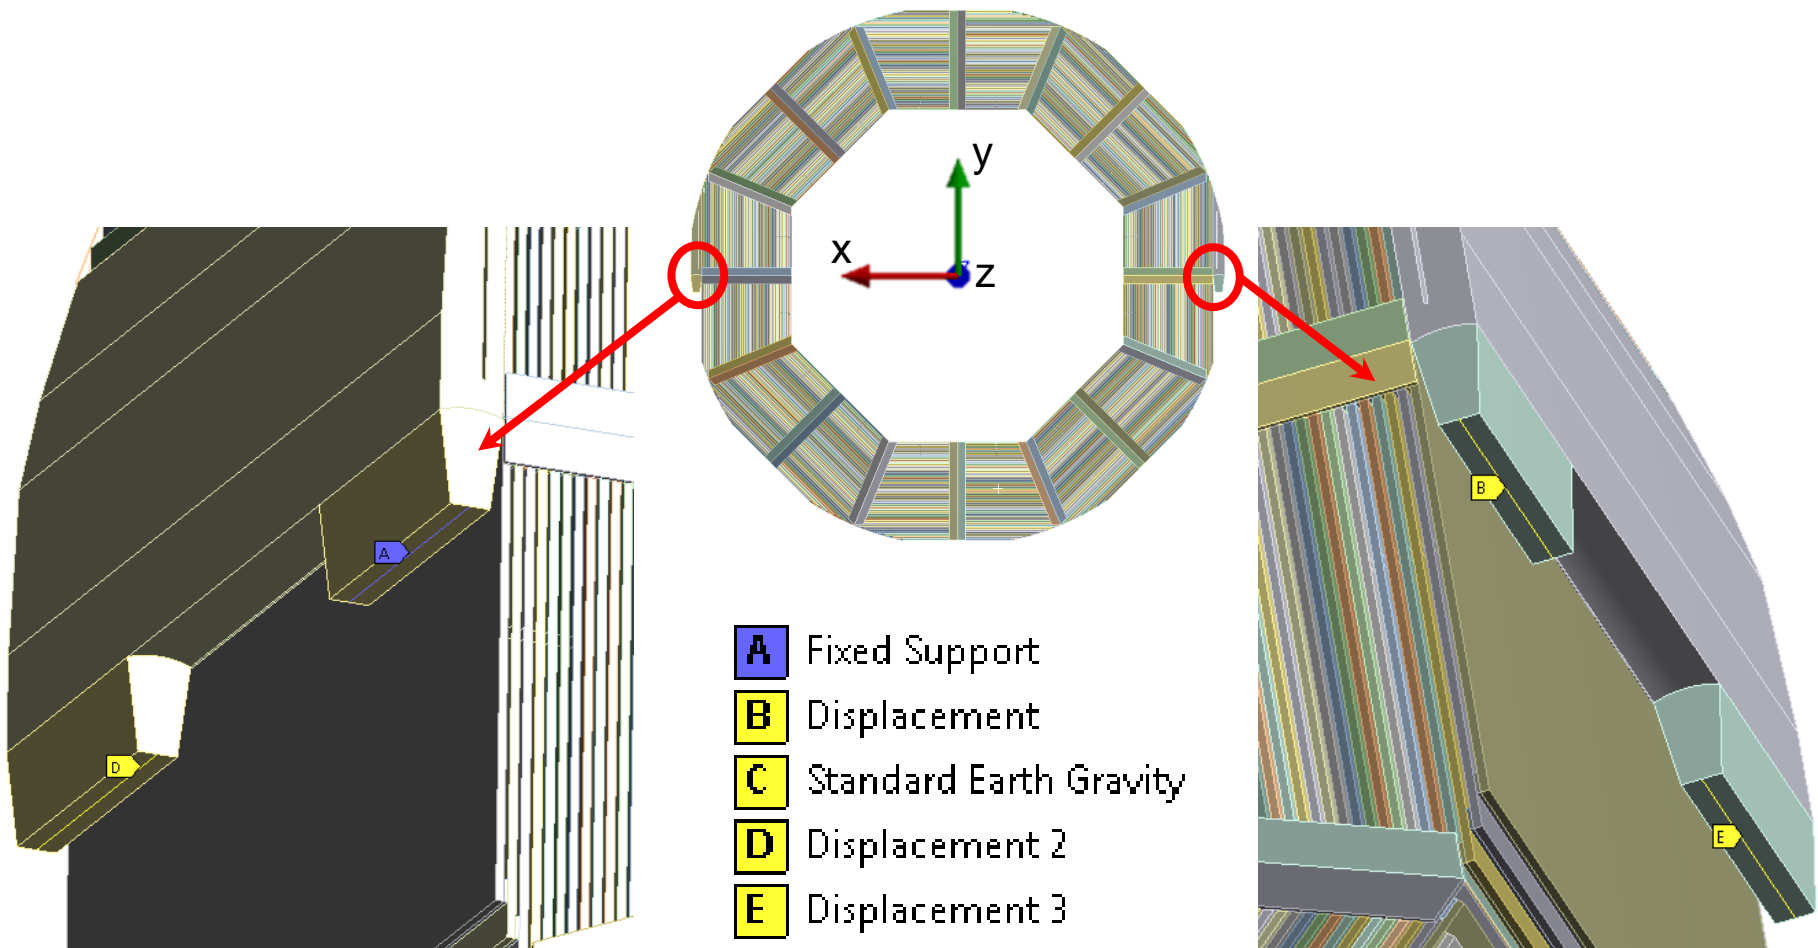 y
x
z
A
B
D
E
A Fixed Support
B Displacement
C Standard Earth Gravity
D Displacement 2
E Displacement 3